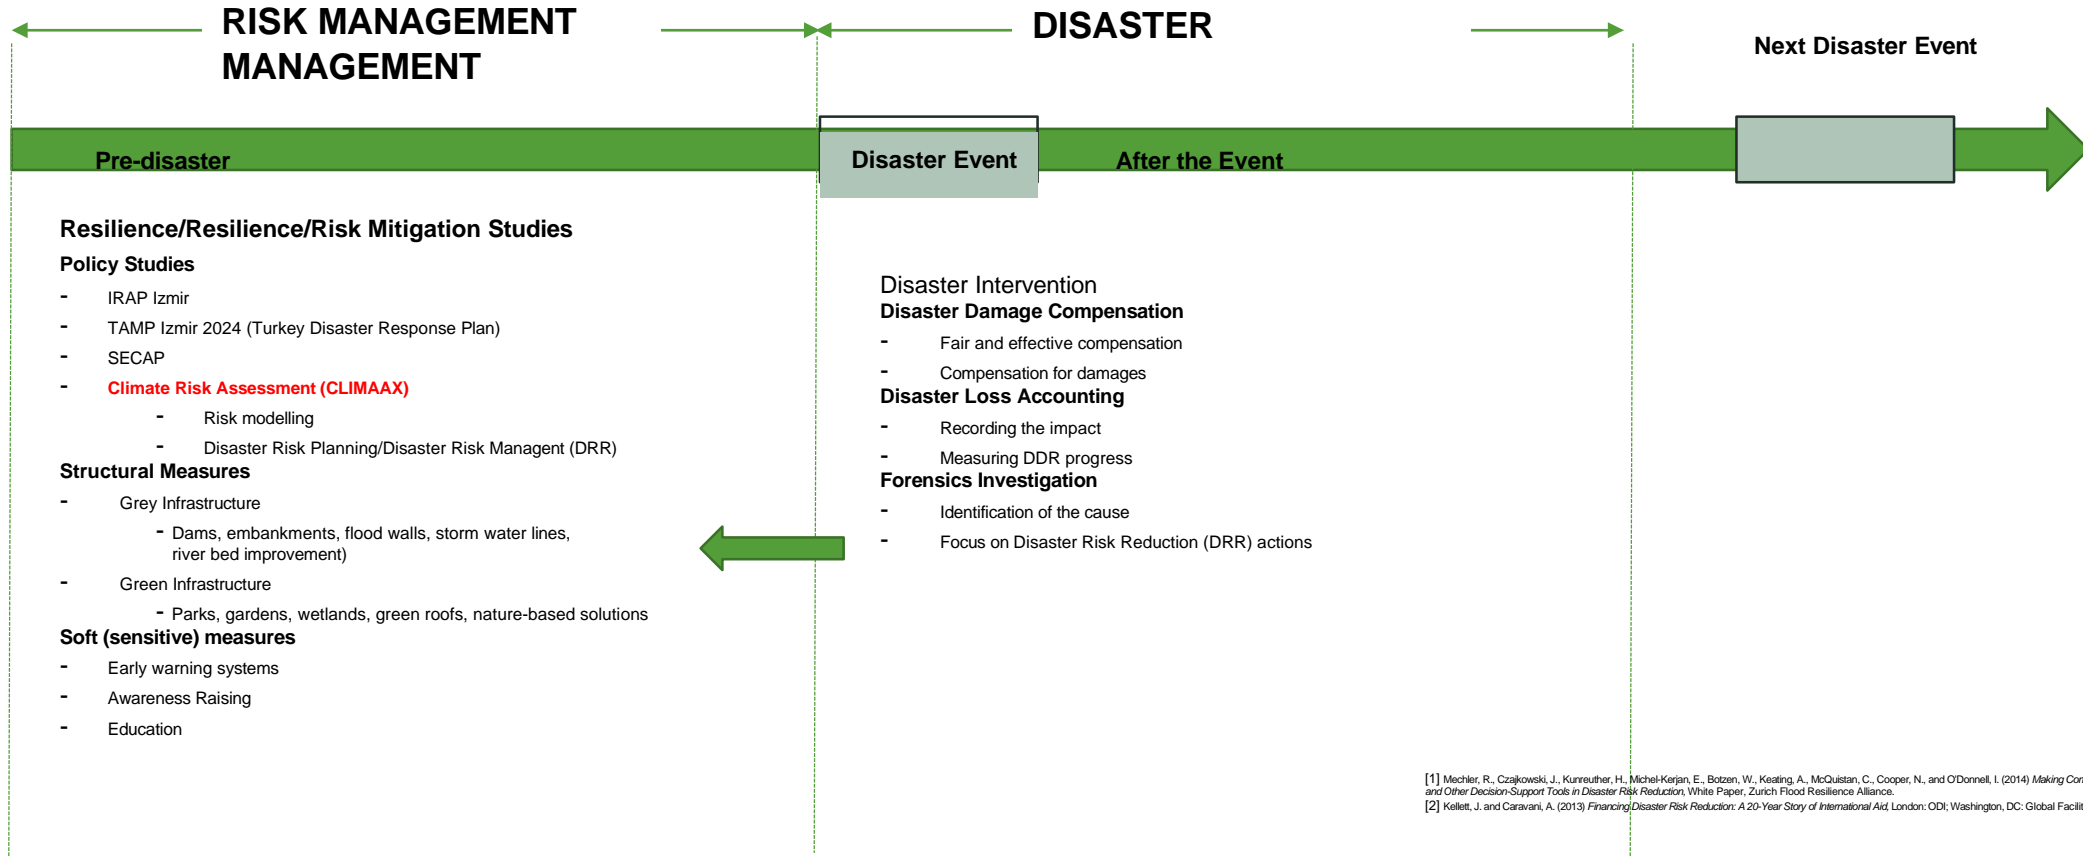 RISK MANAGEMENT
MANAGEMENT
DISASTER
Next Disaster Event
Pre-disaster
Disaster Event
After the Event
Resilience/Resilience/Risk Mitigation Studies
Policy Studies
- IRAP Izmir
- TAMP Izmir 2024 (Turkey Disaster Response Plan)
- SECAP
- Climate Risk Assessment (CLIMAAX)
- Risk modelling
- Disaster Risk Planning/Disaster Risk Managent (DRR)
Structural Measures
- Grey Infrastructure
- Dams, embankments, flood walls, storm water lines,
river bed improvement)
- Green Infrastructure
- Parks, gardens, wetlands, green roofs, nature-based solutions
Soft (sensitive) measures
- Early warning systems
- Awareness Raising
- Education
Disaster Intervention
Disaster Damage Compensation
- Fair and effective compensation
- Compensation for damages
Disaster Loss Accounting
- Recording the impact
- Measuring DDR progress
Forensics Investigation
- Identification of the cause
- Focus on Disaster Risk Reduction (DRR) actions
[1] Mechler, R., Czajkowski, J., Kunreuther, H., Michel-Kerjan, E., Botzen, W., Keating, A., McQuistan, C., Cooper, N., and O'Donnell, I. (2014) Making Com
and Other Decision-Support Tools in Disaster Risk Reduction, White Paper, Zurich Flood Resilience Alliance.
[2] Kellett, J. and Caravani, A. (2013) Financing Disaster Risk Reduction: A 20-Year Story of International Aid, London: ODI; Washington, DC: Global Facilit